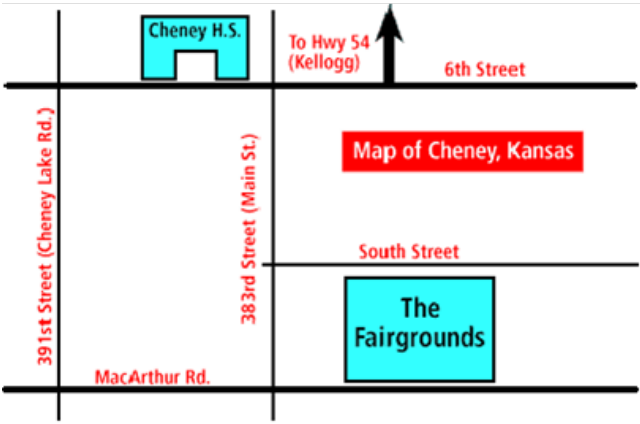 Cheney H.S.
To Hwy 54
(Kellogg)
6th Street
391st Street (Cheney Lake Rd.)
383rd Street (Main St.)
Map of Cheney, Kansas
South Street
The
Fairgrounds
MacArthur Rd.